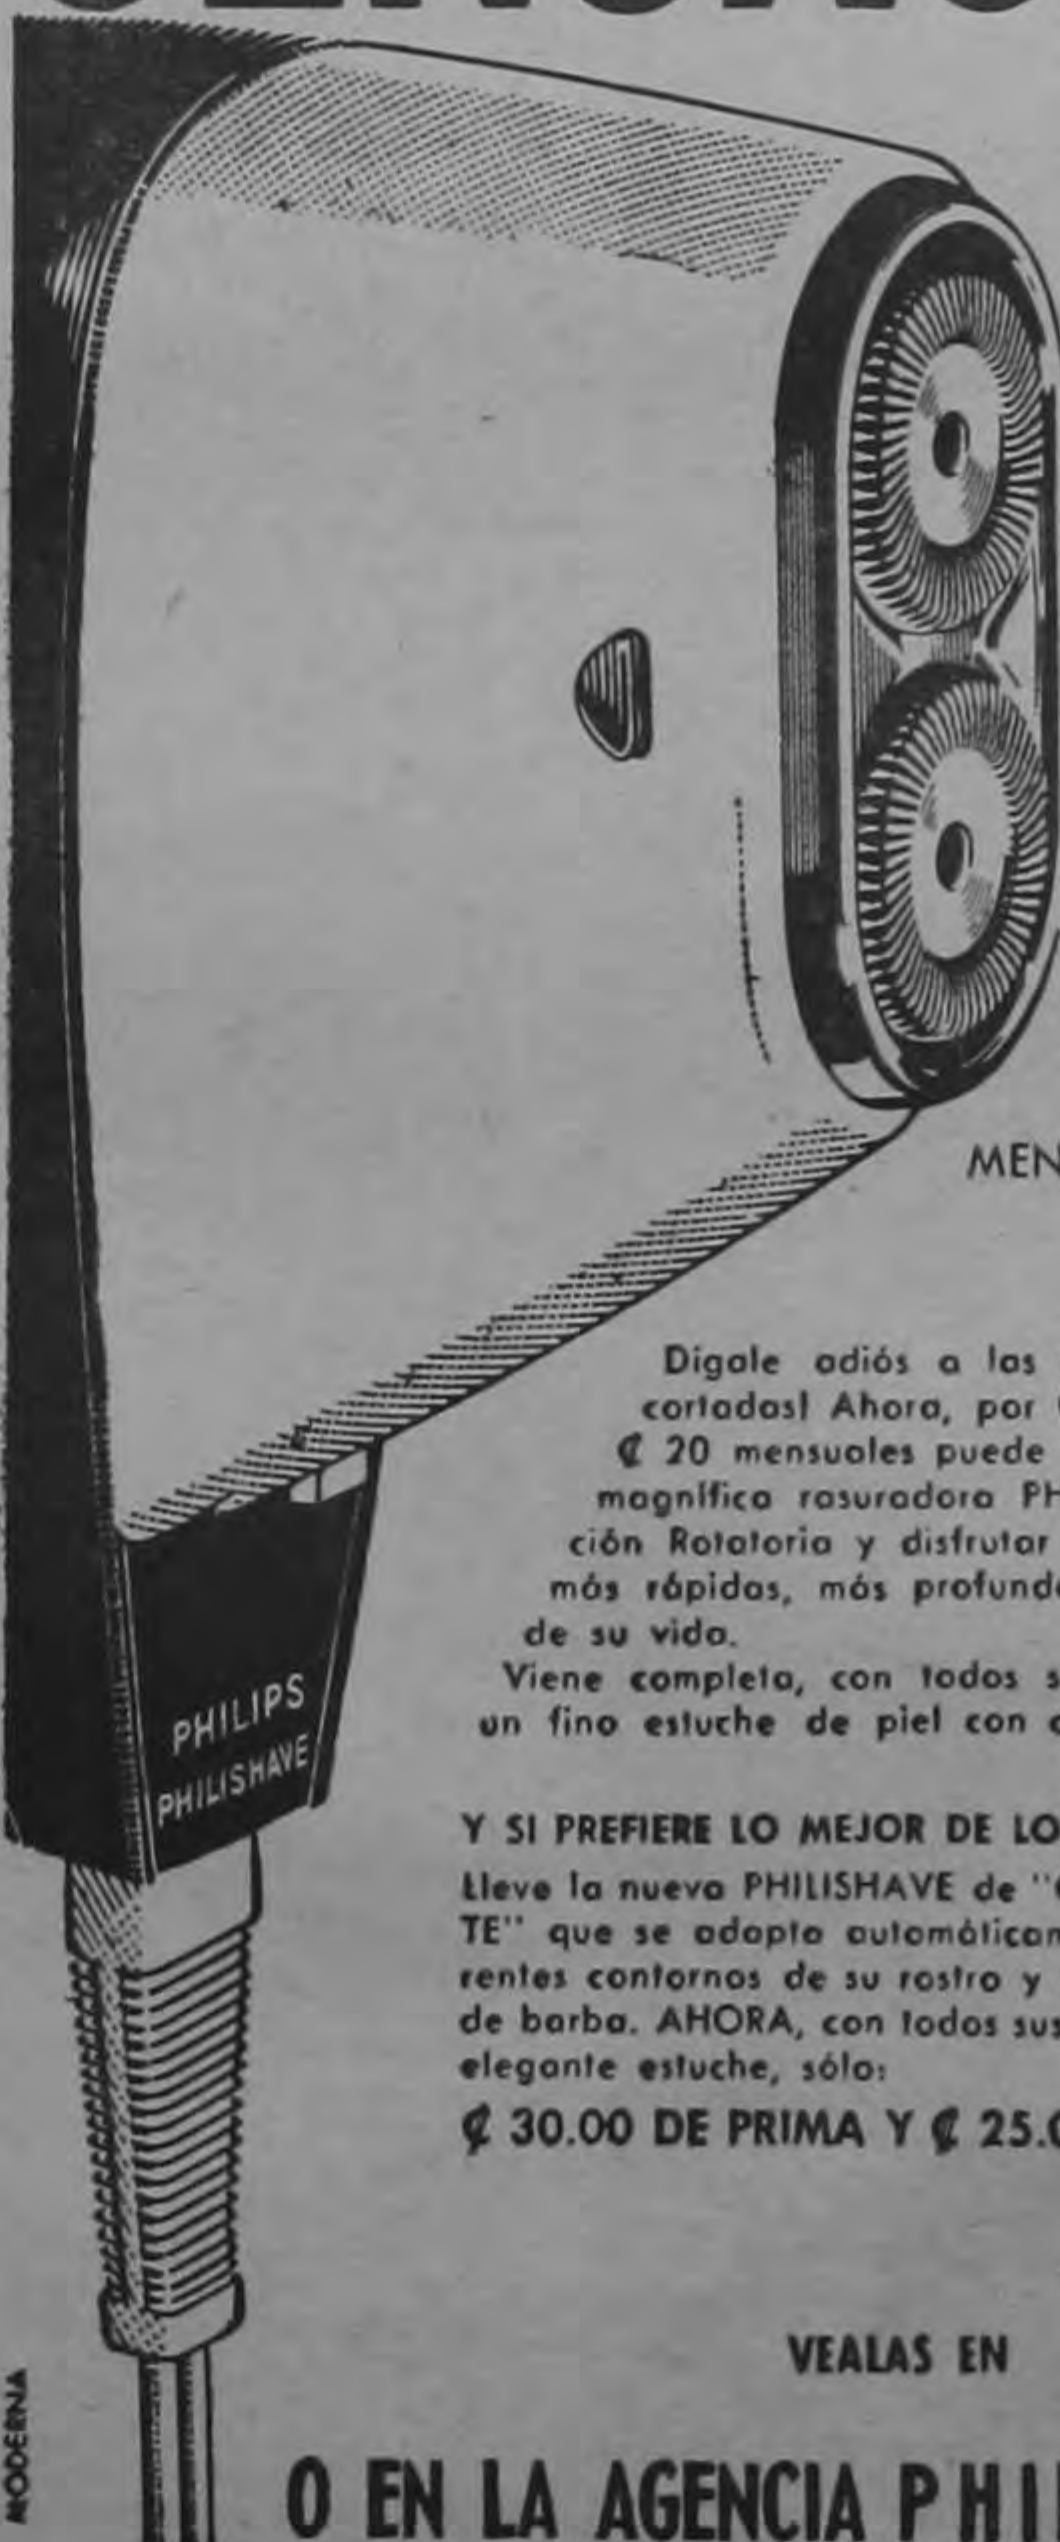 MEN
Dígale adiós a las
cortadas! Ahora, por
₡ 20 mensuales puede
magnífica rasuradora PH
ción Rotatoria y disfrutar
más rápidas, más profund
de su vida.
Viene completa, con todos s
un fino estuche de piel con
PHILIPS
PHILISHAVE
Y SI PREFIERE LO MEJOR DE LO
Lleve la nueva PHILISHAVE de "
TE" que se adapta automátican
rentes contornos de su rostro y
de barba. AHORA, con todos sus
elegante estuche, sólo:
₡ 30.00 DE PRIMA Y ₡ 25.0
VEALAS EN
O EN LA AGENCIA PHI
MODERNA